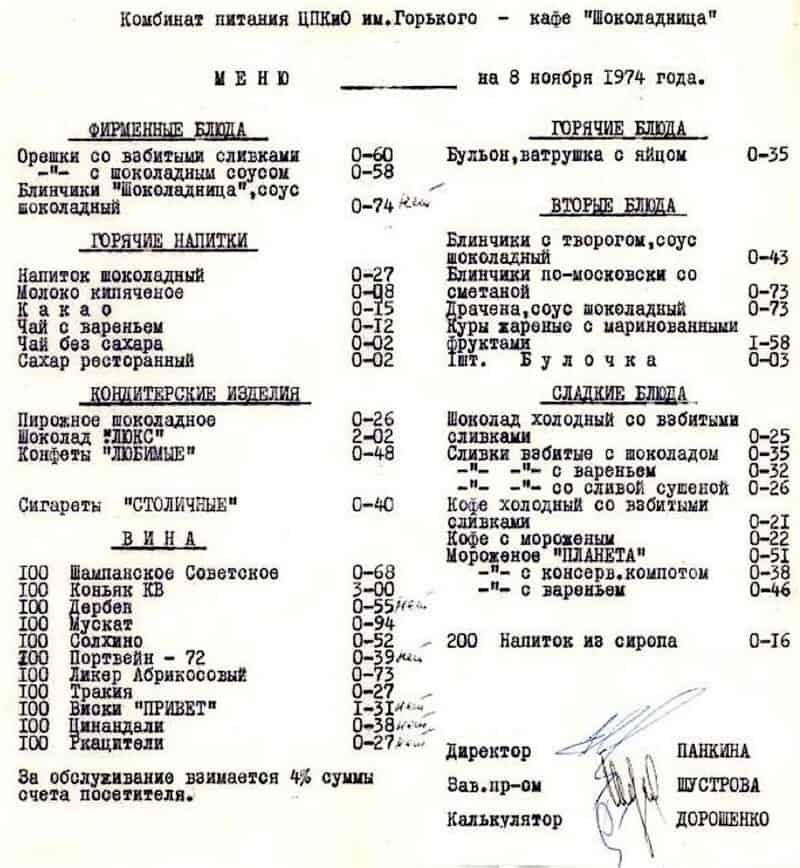 Комбинат питания ЦПКиО им.Горького - кафе "Шоколадница"
МЕНЮ на 8 ноября 1974 года.
ФИРМЕННЫЕ БЛЮДА
Орешки со взбитыми сливками 0-60
-"- с шоколадным соусом 0-58
Блинчики "Шоколадница",соус
шоколадный 0-74 нет
ГОРЯЧИЕ НАПИТКИ
Напиток шоколадный 0-27
Молоко кипяченое 0-08
Какао 0-15
Чай с вареньем 0-12
Чай без сахара 0-02
Сахар ресторанный 0-02
КОНДИТЕРСКИЕ ИЗДЕЛИЯ
Пирожное шоколадное 0-26
Шоколад "ЛЮКС" 2-02
Конфеты "ЛЮБИМЫЕ" 0-48
Сигареты "СТОЛИЧНЫЕ" 0-40
ВИНА
100 Шампанское Советское 0-68
100 Коньяк КВ 3-00
100 Дербен 0-55 нет
100 Мускат 0-94
100 Солхино 0-52
100 Портвейн - 72 0-39 нет
100 Ликер Абрикосовый 0-73
100 Тракия 0-27
100 Виски "ПРИВЕТ" 1-31 нет
100 Цинандали 0-38 нет
100 Ркацители 0-27 нет
За обслуживание взимается 4% суммы
счета посетителя.
ГОРЯЧИЕ БЛЮДА
Бульон,ватрушка с яйцом 0-35
ВТОРЫЕ БЛЮДА
Блинчики с творогом,соус
шоколадный 0-43
Блинчики по-московски со
сметаной 0-73
Драчена,соус шоколадный 0-73
Куры жареные с маринованными
фруктами 1-58
1шт. Булочка 0-03
СЛАДКИЕ БЛЮДА
Шоколад холодный со взбитыми
сливками 0-25
Сливки взбитые с шоколадом 0-35
-"- -"- с вареньем 0-32
-"- -"- со сливой сушеной 0-26
Кофе холодный со взбитыми
сливками 0-21
Кофе с мороженым 0-22
Мороженое "ПЛАНЕТА" 0-51
-"- с консерв.компотом 0-38
-"- с вареньем 0-46
200 Напиток из сиропа 0-16
Директор ПАНКИНА
Зав.пр-ом ШУСТРОВА
Калькулятор ДОРОШЕНКО